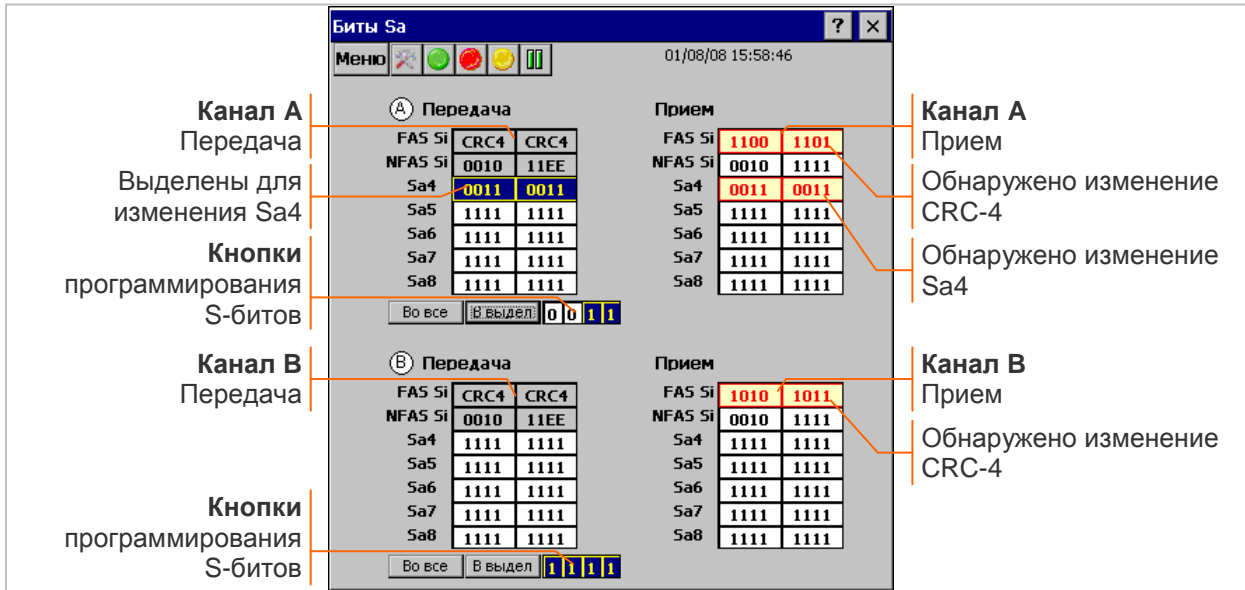 Биты Sa
? ×
Меню
01/08/08 15:58:46
Канал А
Передача
Выделены для
изменения Sa4
Кнопки
программирования
S-битов
A Передача
FAS Si CRC4 CRC4
NFAS Si 0010 11EE
Sa4 0011 0011
Sa5 1111 1111
Sa6 1111 1111
Sa7 1111 1111
Sa8 1111 1111
Во все В выдел 0 0 1 1
Прием
FAS Si 1100 1101
NFAS Si 0010 1111
Sa4 0011 0011
Sa5 1111 1111
Sa6 1111 1111
Sa7 1111 1111
Sa8 1111 1111
Канал А
Прием
Обнаружено изменение
CRC-4
Обнаружено изменение
Sa4
Канал В
Передача
Кнопки
программирования
S-битов
B Передача
FAS Si CRC4 CRC4
NFAS Si 0010 11EE
Sa4 1111 1111
Sa5 1111 1111
Sa6 1111 1111
Sa7 1111 1111
Sa8 1111 1111
Во все В выдел 1 1 1 1
Прием
FAS Si 1010 1011
NFAS Si 0010 1111
Sa4 1111 1111
Sa5 1111 1111
Sa6 1111 1111
Sa7 1111 1111
Sa8 1111 1111
Канал В
Прием
Обнаружено изменение
CRC-4